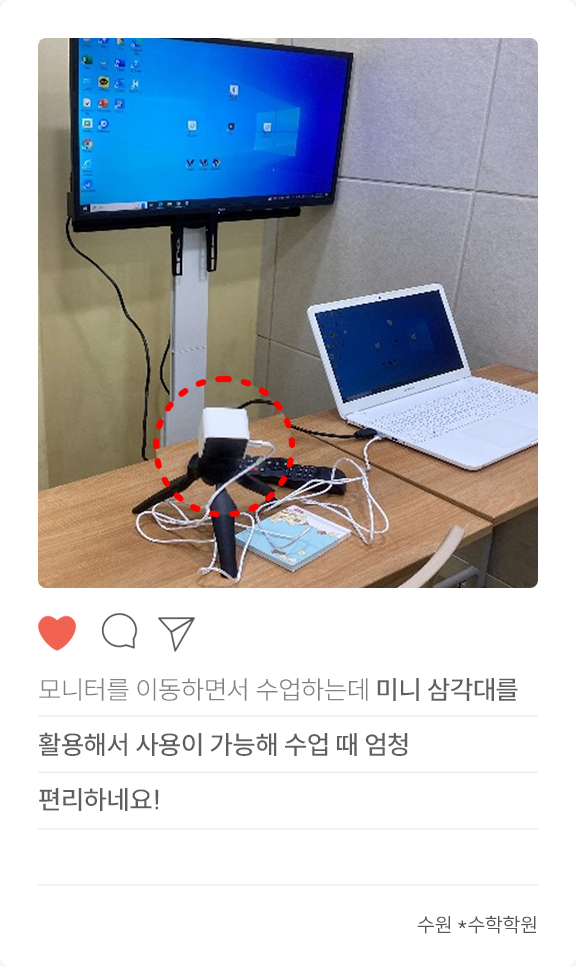 모니터를 이동하면서 수업하는데 미니 삼각대를
활용해서 사용이 가능해 수업 때 엄청
편리하네요!
수원 *수학학원